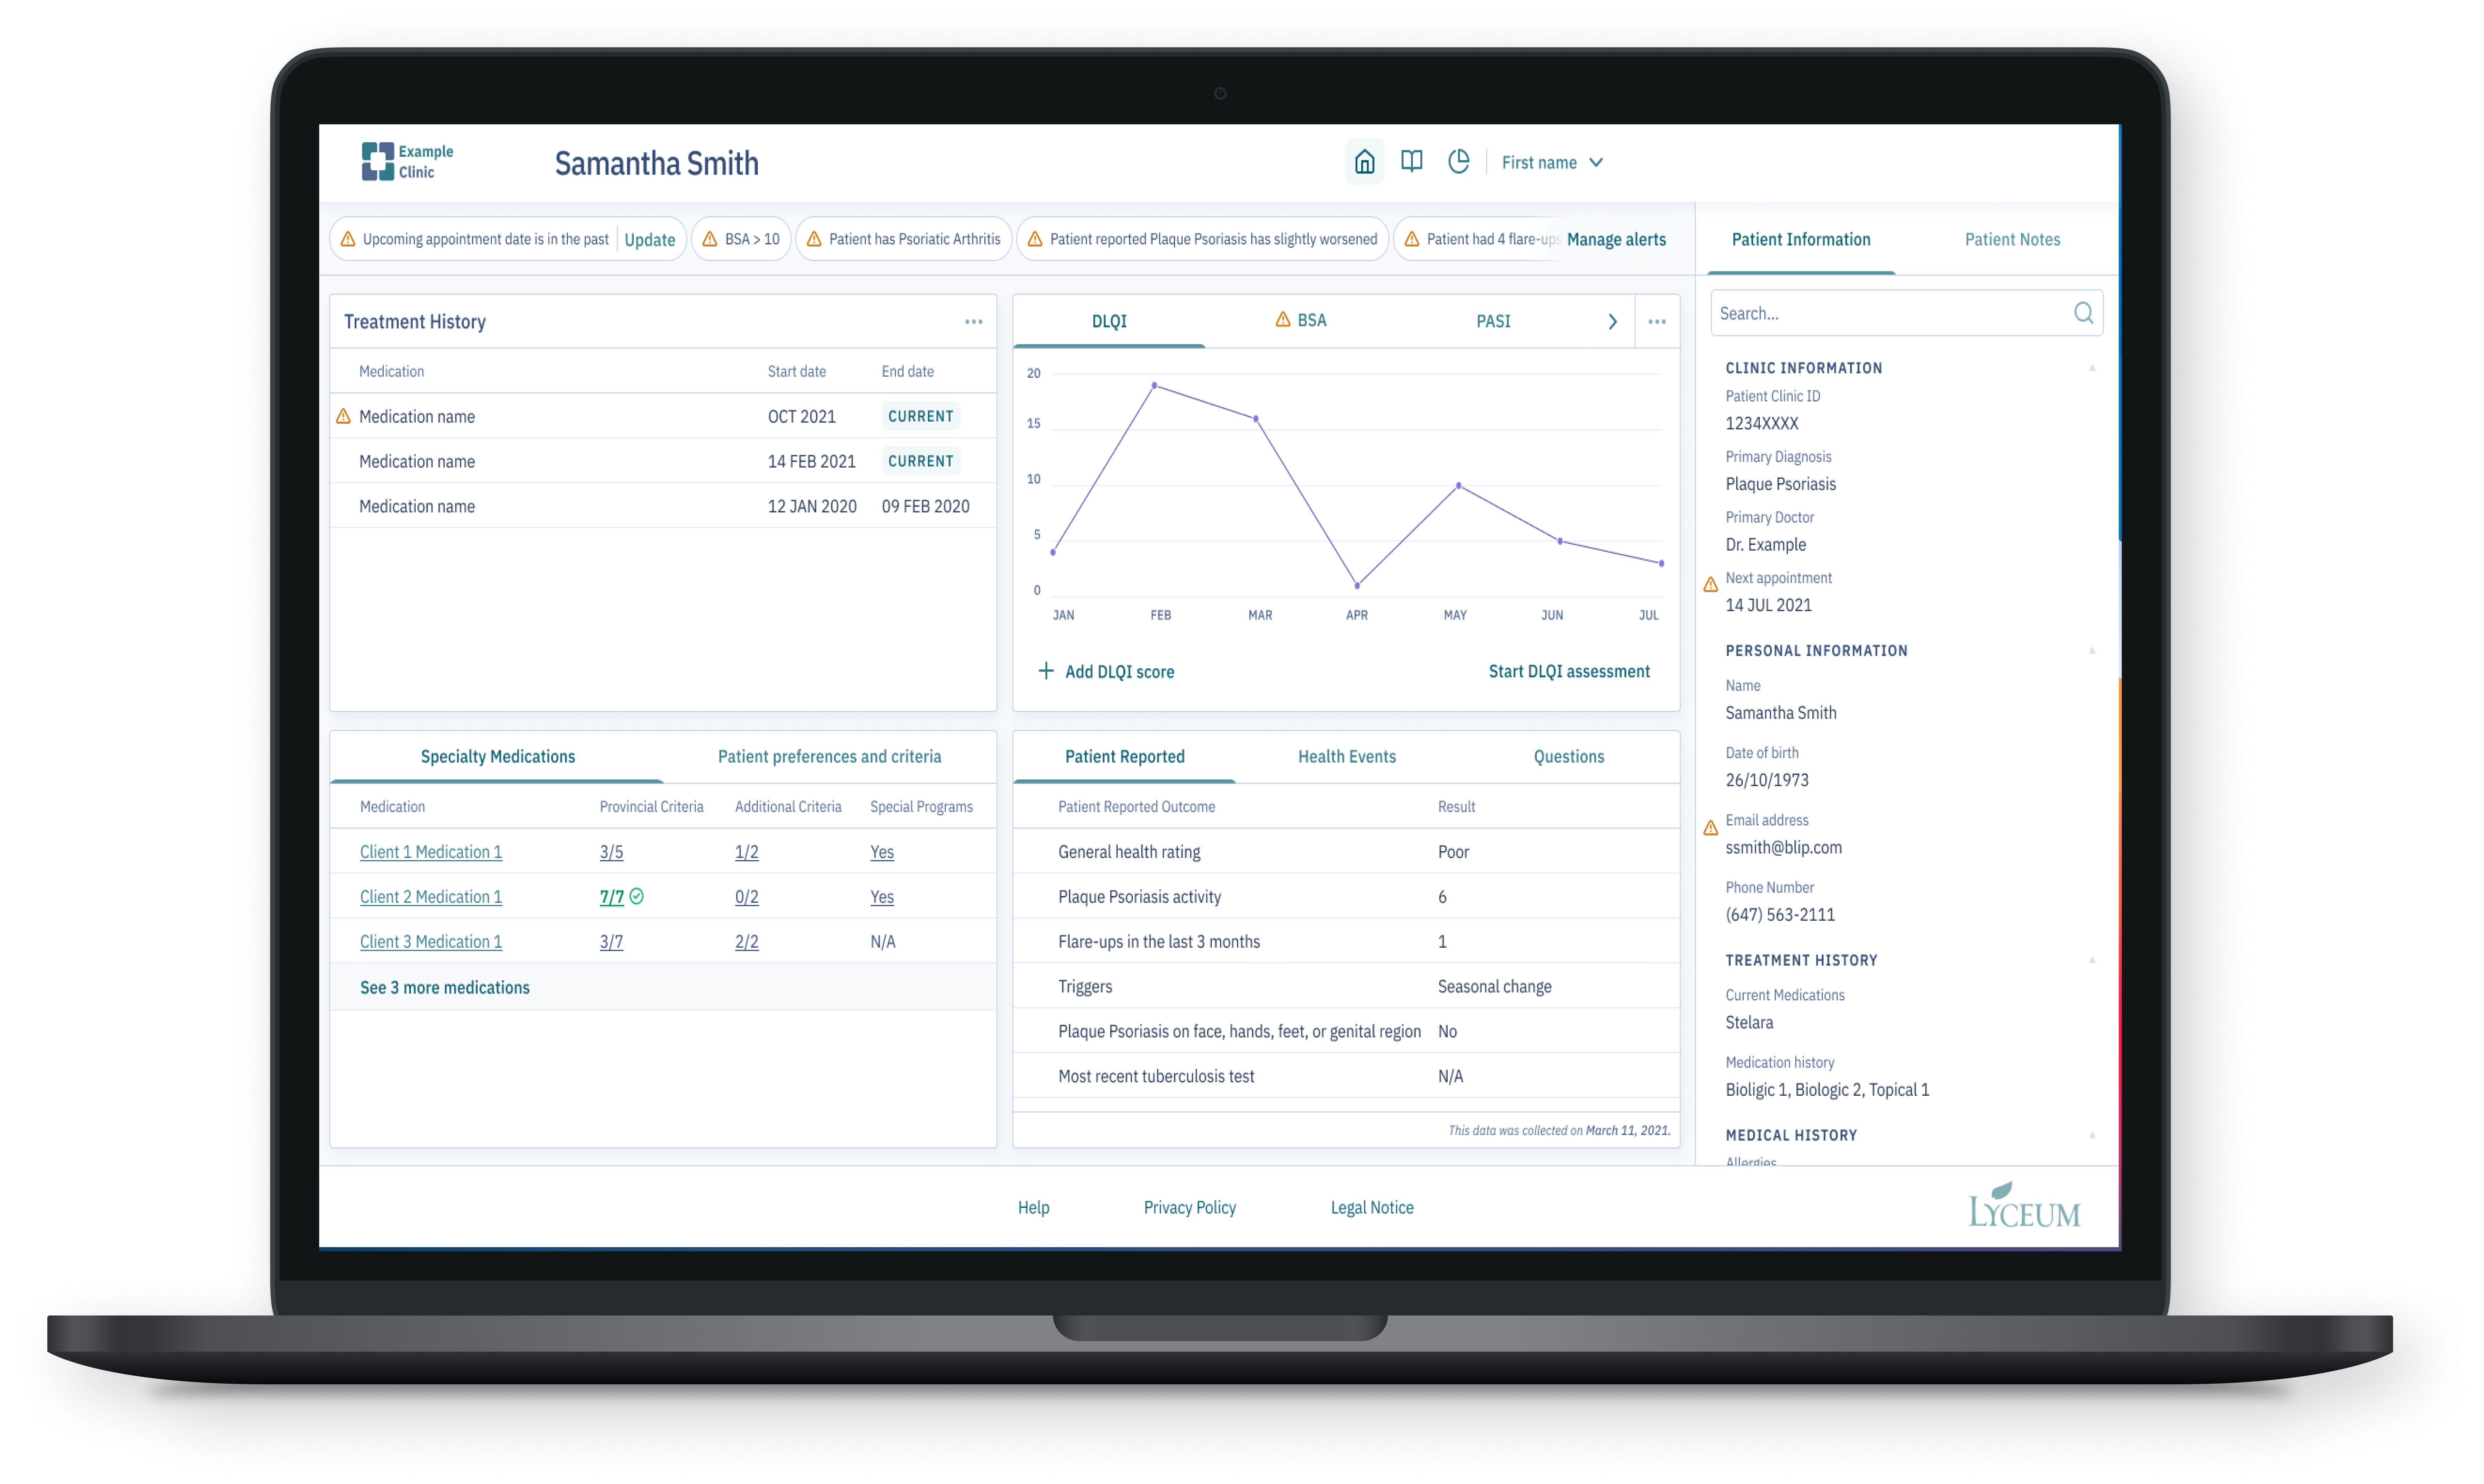 Example
Clinic
Samantha Smith
First name
Upcoming appointment date is in the past
Update
BSA > 10
Patient has Psoriatic Arthritis
Patient reported Plaque Psoriasis has slightly worsened
Patient had 4 flare-ups
Manage alerts
Patient Information
Patient Notes
Treatment History
Medication Start date End date
Medication name OCT 2021 CURRENT
Medication name 14 FEB 2021 CURRENT
Medication name 12 JAN 2020 09 FEB 2020
DLQI BSA PASI
20
15
10
5
0
JAN FEB MAR APR MAY JUN JUL
Add DLQI score
Start DLQI assessment
Specialty Medications
Patient preferences and criteria
Medication Provincial Criteria Additional Criteria Special Programs
Client 1 Medication 1 3/5 1/2 Yes
Client 2 Medication 1 7/7 0/2 Yes
Client 3 Medication 1 3/7 2/2 N/A
See 3 more medications
Patient Reported Health Events Questions
Patient Reported Outcome Result
General health rating Poor
Plaque Psoriasis activity 6
Flare-ups in the last 3 months 1
Triggers Seasonal change
Plaque Psoriasis on face, hands, feet, or genital region No
Most recent tuberculosis test N/A
This data was collected on March 11, 2021.
Search...
CLINIC INFORMATION
Patient Clinic ID
1234XXXX
Primary Diagnosis
Plaque Psoriasis
Primary Doctor
Dr. Example
Next appointment
14 JUL 2021
PERSONAL INFORMATION
Name
Samantha Smith
Date of birth
26/10/1973
Email address
ssmith@blip.com
Phone Number
(647) 563-2111
TREATMENT HISTORY
Current Medications
Stelara
Medication history
Bioligic 1, Biologic 2, Topical 1
MEDICAL HISTORY
Allergies
Help
Privacy Policy
Legal Notice
LYCEUM